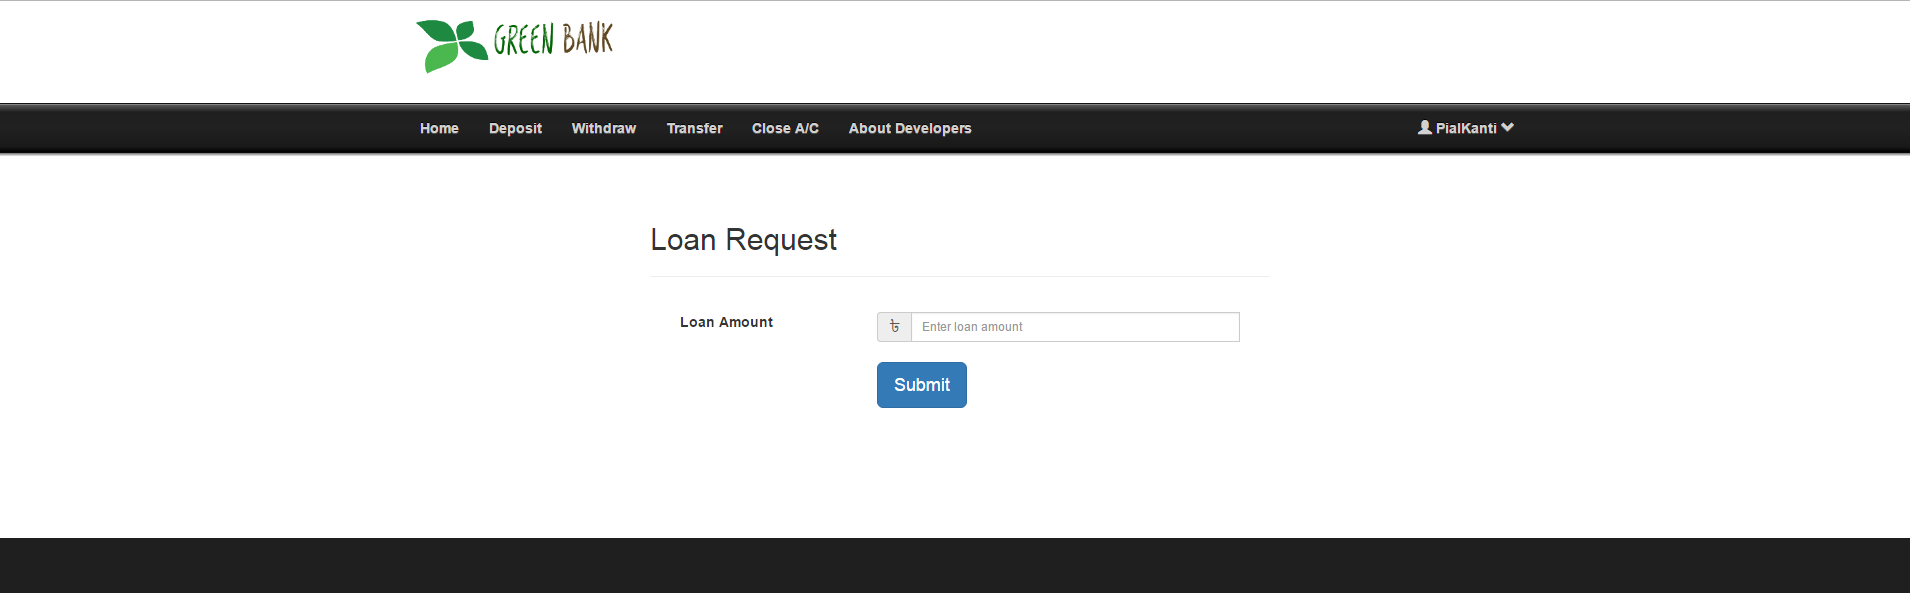 GREEN BANK
Home Deposit Withdraw Transfer Close A/C About Developers PialKanti
Loan Request
Loan Amount ৳ Enter loan amount
Submit